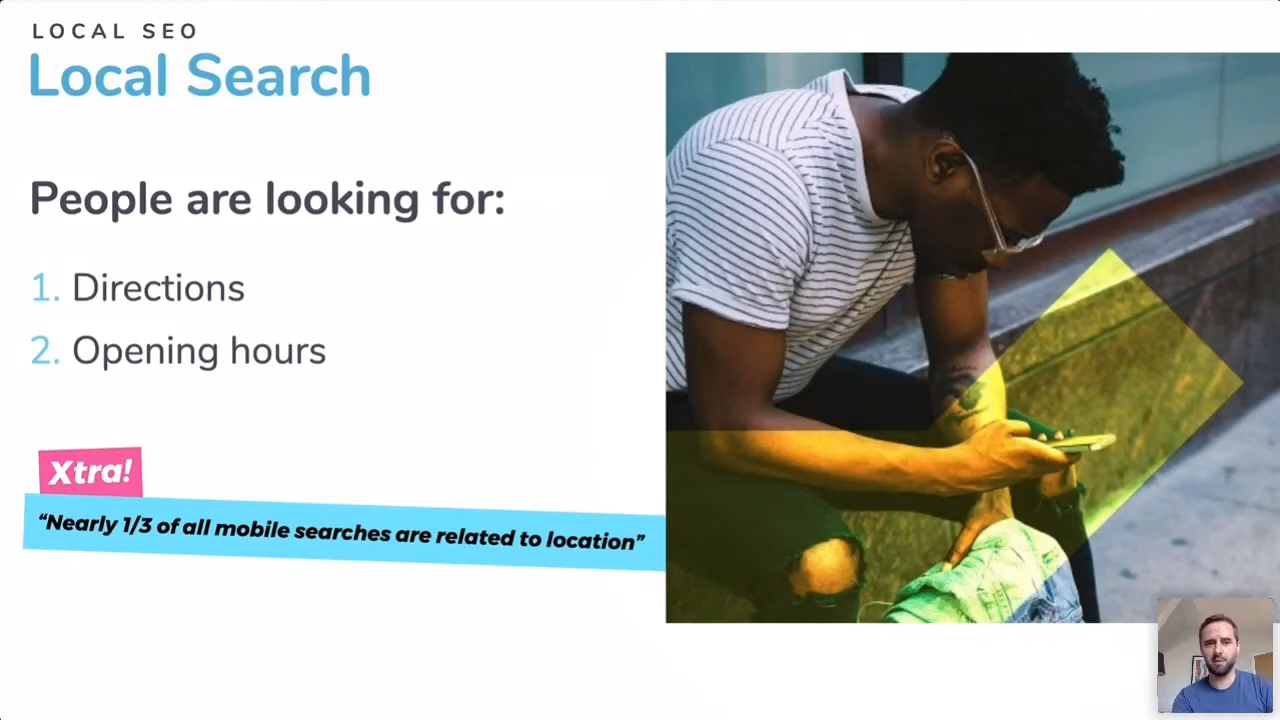 LOCAL SEO
Local Search
People are looking for:
1. Directions
2. Opening hours
Xtra!
“Nearly 1/3 of all mobile searches are related to location”